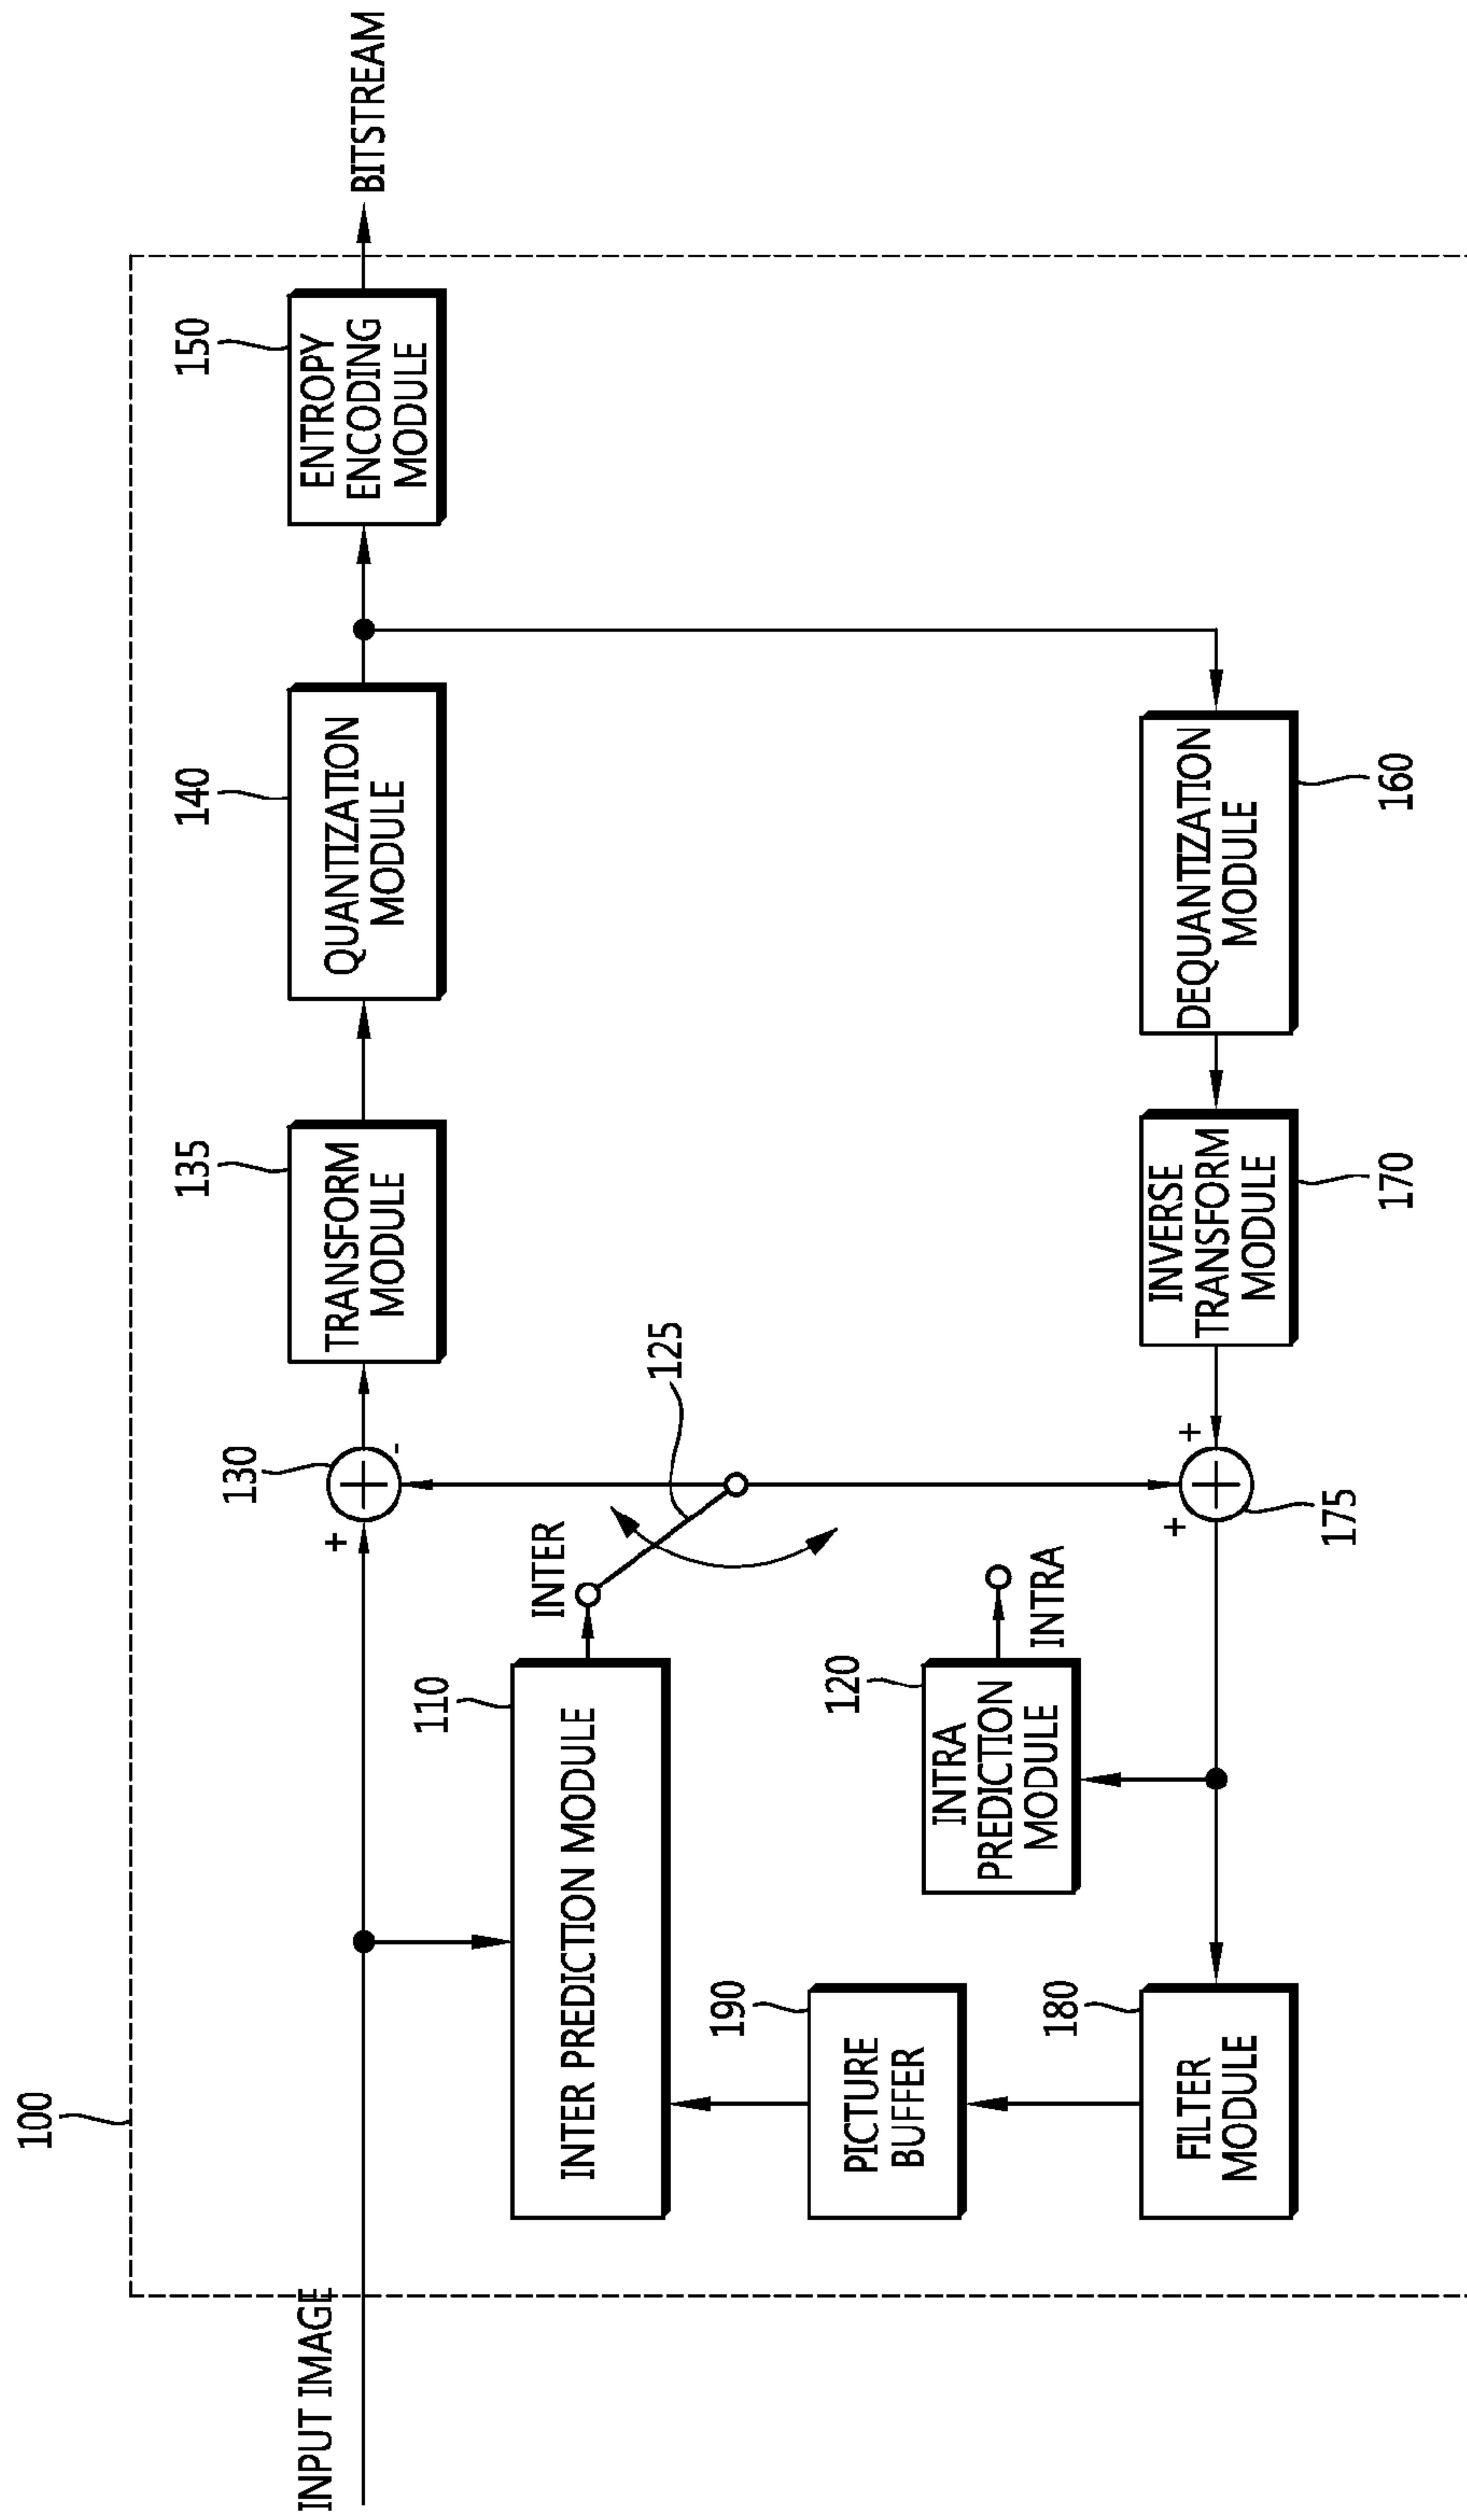 100
INPUT IMAGE
+
130
-
135
TRANSFORM
MODULE
140
QUANTIZATION
MODULE
150
ENTROPY
ENCODING
MODULE
BITSTREAM
110
INTER PREDICTION MODULE
INTER
125
190
PICTURE
BUFFER
120
INTRA
PREDICTION
MODULE
INTRA
180
FILTER
MODULE
+
+
175
INVERSE
TRANSFORM
MODULE
170
DEQUANTIZATION
MODULE
160